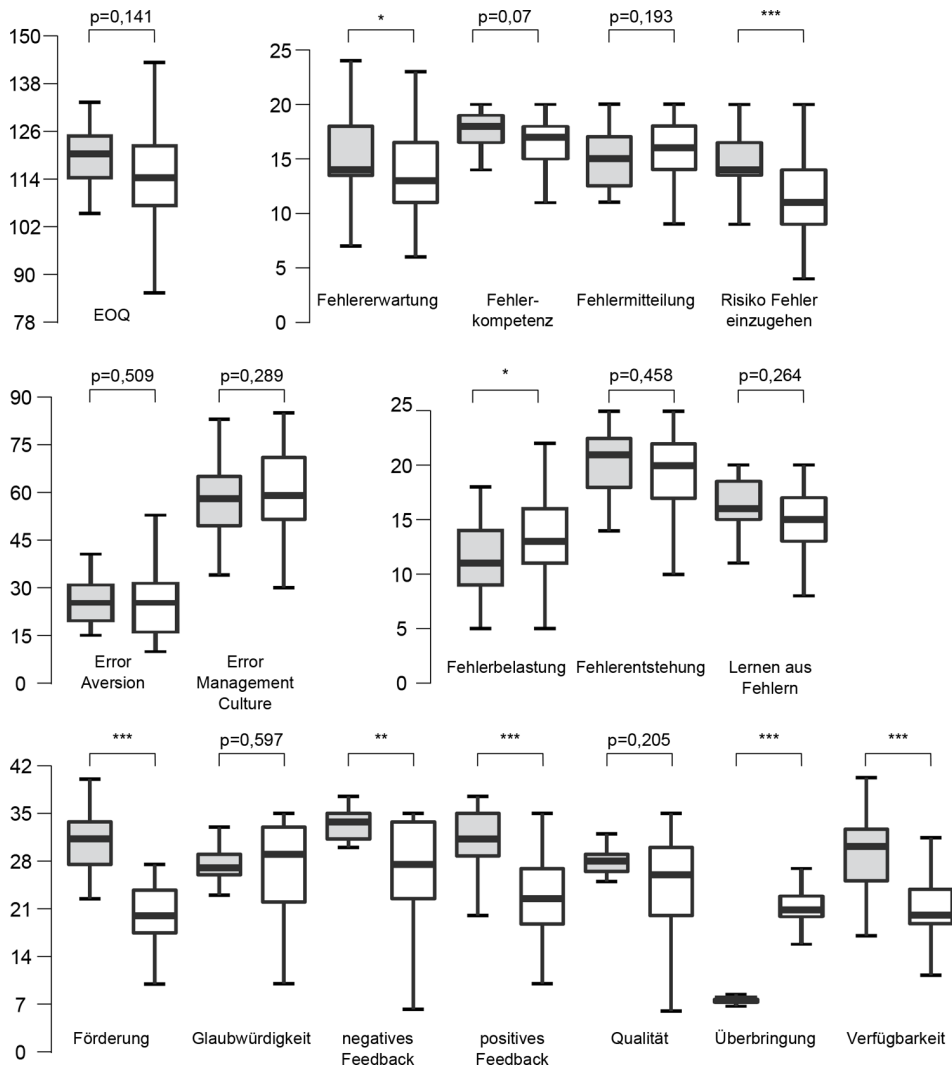 p=0,141
150
138
126
114
102
90
78
EOQ
* p=0,07 p=0,193 ***
25
20
15
10
5
0
Fehlererwartung Fehler- Fehlermitteilung Risiko Fehler
kompetenz einzugehen
p=0,509 p=0,289
90
75
60
45
30
15
0
Error Error
Aversion Management
Culture
* p=0,458 p=0,264
25
20
15
10
5
0
Fehlerbelastung Fehlerentstehung Lernen aus
Fehlern
*** p=0,597 ** *** p=0,205 *** ***
42
35
28
21
14
7
0
Förderung Glaubwürdigkeit negatives positives Qualität Überbringung Verfügbarkeit
Feedback Feedback